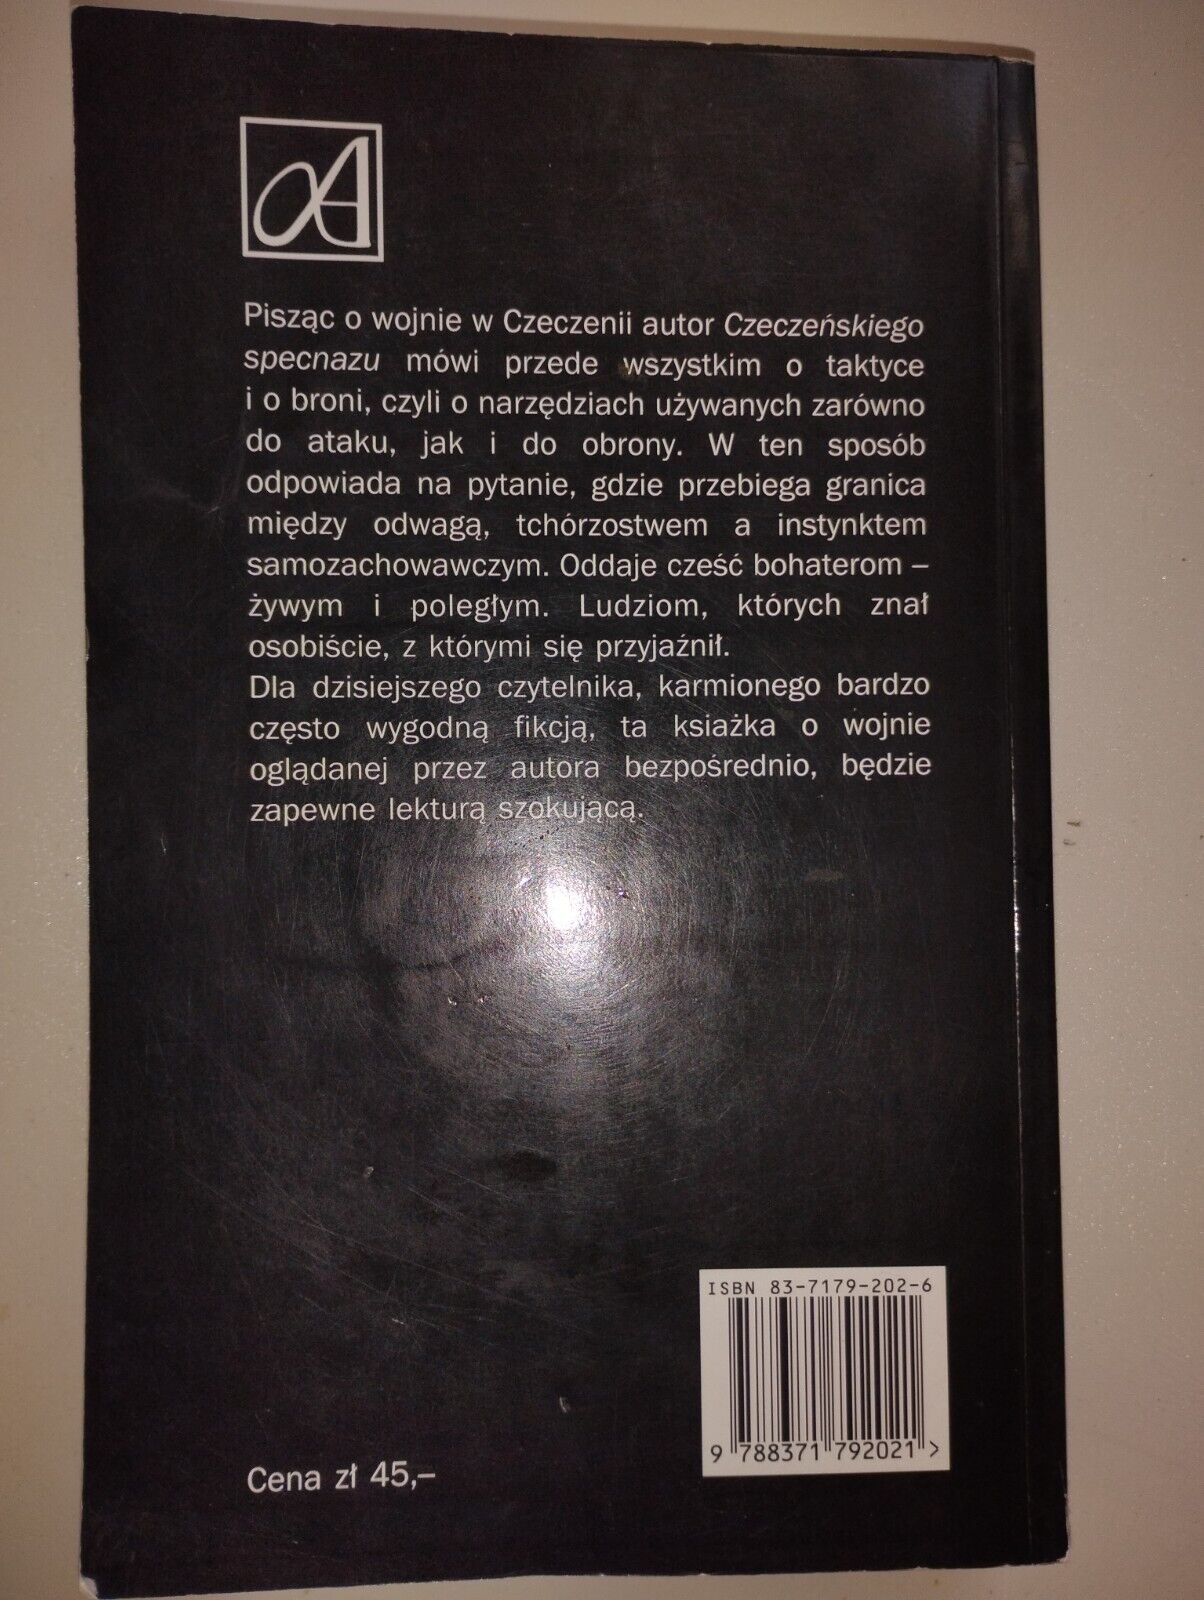 A
Pisząc o wojnie w Czeczenii autor Czeczeńskiego
specnazu mówi przede wszystkim o taktyce
i o broni, czyli o narzędziach używanych zarówno
do ataku, jak i do obrony. W ten sposób
odpowiada na pytanie, gdzie przebiega granica
między odwagą, tchórzostwem a instynktem
samozachowawczym. Oddaje cześć bohaterom –
żywym i poległym. Ludziom, których znał
osobiście, z którymi się przyjaźnił.
Dla dzisiejszego czytelnika, karmionego bardzo
często wygodną fikcją, ta ksiażka o wojnie
oglądanej przez autora bezpośrednio, będzie
zapewne lekturą szokującą.
ISBN 83-7179-202-6
9 788371 792021 >
Cena zł 45,–